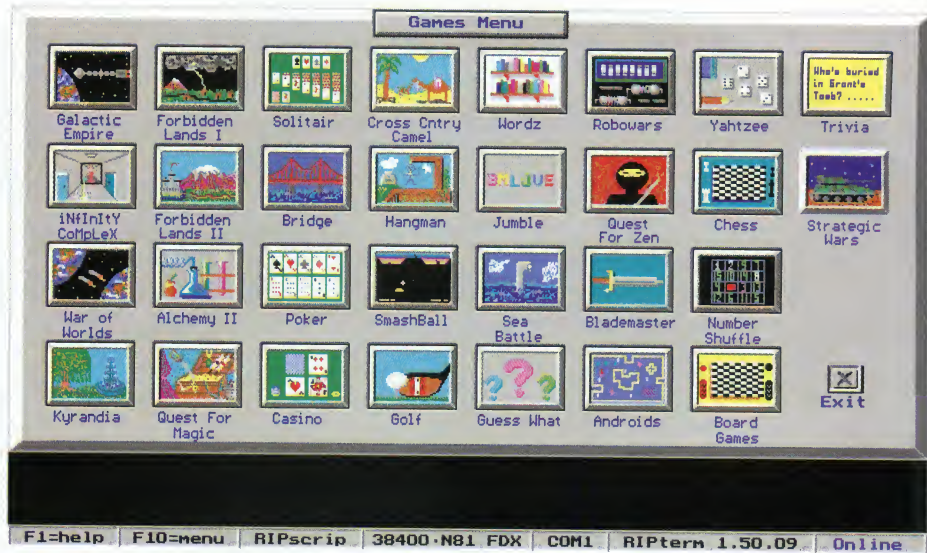 Games Menu
Who's buried
in Grant's
Tomb? .....
Galactic
Empire
Forbidden
Lands I
Solitair
Cross Cntry
Camel
Wordz
Robowars
Yahtzee
Trivia
BMLJUE
iNfInItY
CoMpLeX
Forbidden
Lands II
Bridge
Hangman
Jumble
Quest
For Zen
Chess
Strategic
Wars
War of
Worlds
Alchemy II
Poker
SmashBall
Sea
Battle
Blademaster
Number
Shuffle
Kyrandia
Quest For
Magic
Casino
Golf
Guess What
Androids
Board
Games
Exit
F1=help F10=menu RIPscrip 38400·N81 FDX COM1 RIPterm 1.50.09 Online